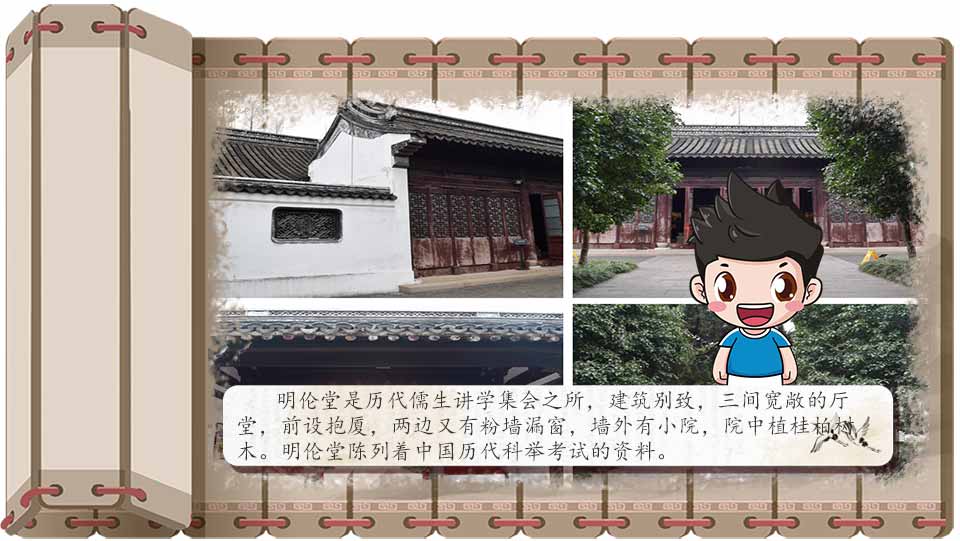 明伦堂是历代儒生讲学集会之所，建筑别致，三间宽敞的厅
堂，前设抱厦，两边又有粉墙漏窗，墙外有小院，院中植桂柏树
木。明伦堂陈列着中国历代科举考试的资料。